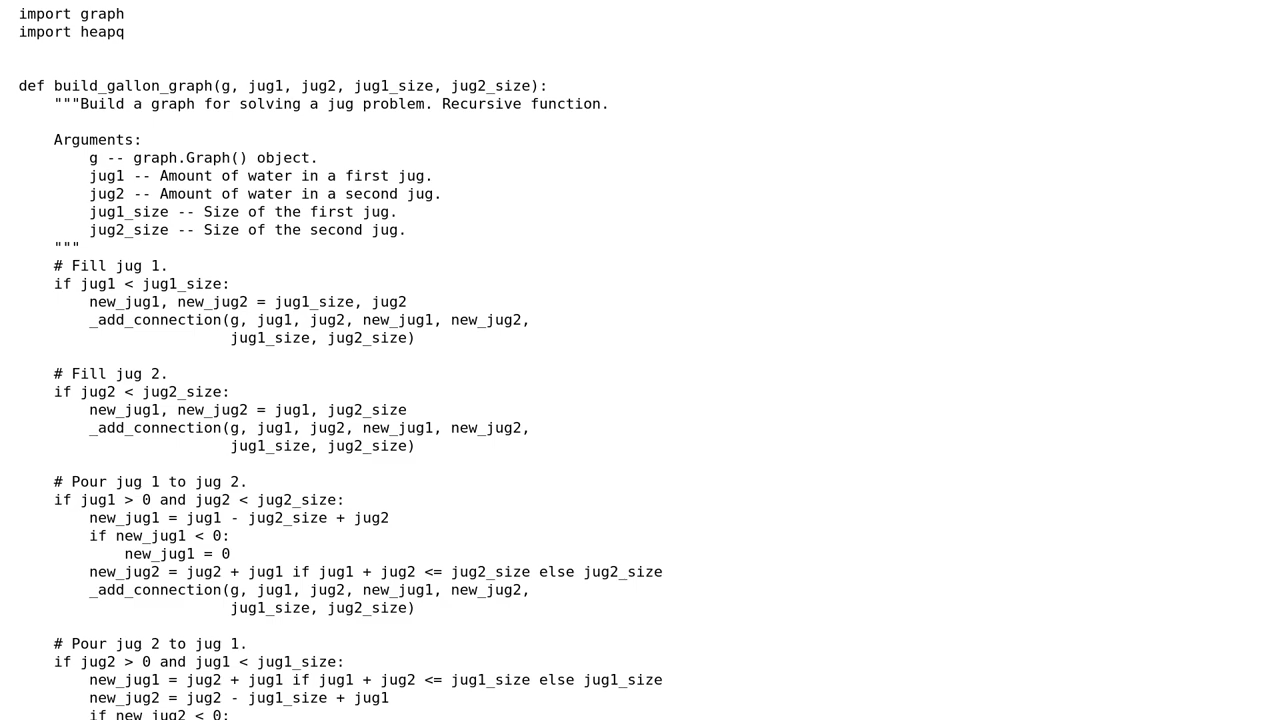 import graph
import heapq


def build_gallon_graph(g, jug1, jug2, jug1_size, jug2_size):
    """Build a graph for solving a jug problem. Recursive function.

    Arguments:
        g -- graph.Graph() object.
        jug1 -- Amount of water in a first jug.
        jug2 -- Amount of water in a second jug.
        jug1_size -- Size of the first jug.
        jug2_size -- Size of the second jug.
    """
    # Fill jug 1.
    if jug1 < jug1_size:
        new_jug1, new_jug2 = jug1_size, jug2
        _add_connection(g, jug1, jug2, new_jug1, new_jug2,
                        jug1_size, jug2_size)

    # Fill jug 2.
    if jug2 < jug2_size:
        new_jug1, new_jug2 = jug1, jug2_size
        _add_connection(g, jug1, jug2, new_jug1, new_jug2,
                        jug1_size, jug2_size)

    # Pour jug 1 to jug 2.
    if jug1 > 0 and jug2 < jug2_size:
        new_jug1 = jug1 - jug2_size + jug2
        if new_jug1 < 0:
            new_jug1 = 0
        new_jug2 = jug2 + jug1 if jug1 + jug2 <= jug2_size else jug2_size
        _add_connection(g, jug1, jug2, new_jug1, new_jug2,
                        jug1_size, jug2_size)

    # Pour jug 2 to jug 1.
    if jug2 > 0 and jug1 < jug1_size:
        new_jug1 = jug2 + jug1 if jug1 + jug2 <= jug1_size else jug1_size
        new_jug2 = jug2 - jug1_size + jug1
        if new_jug2 < 0: